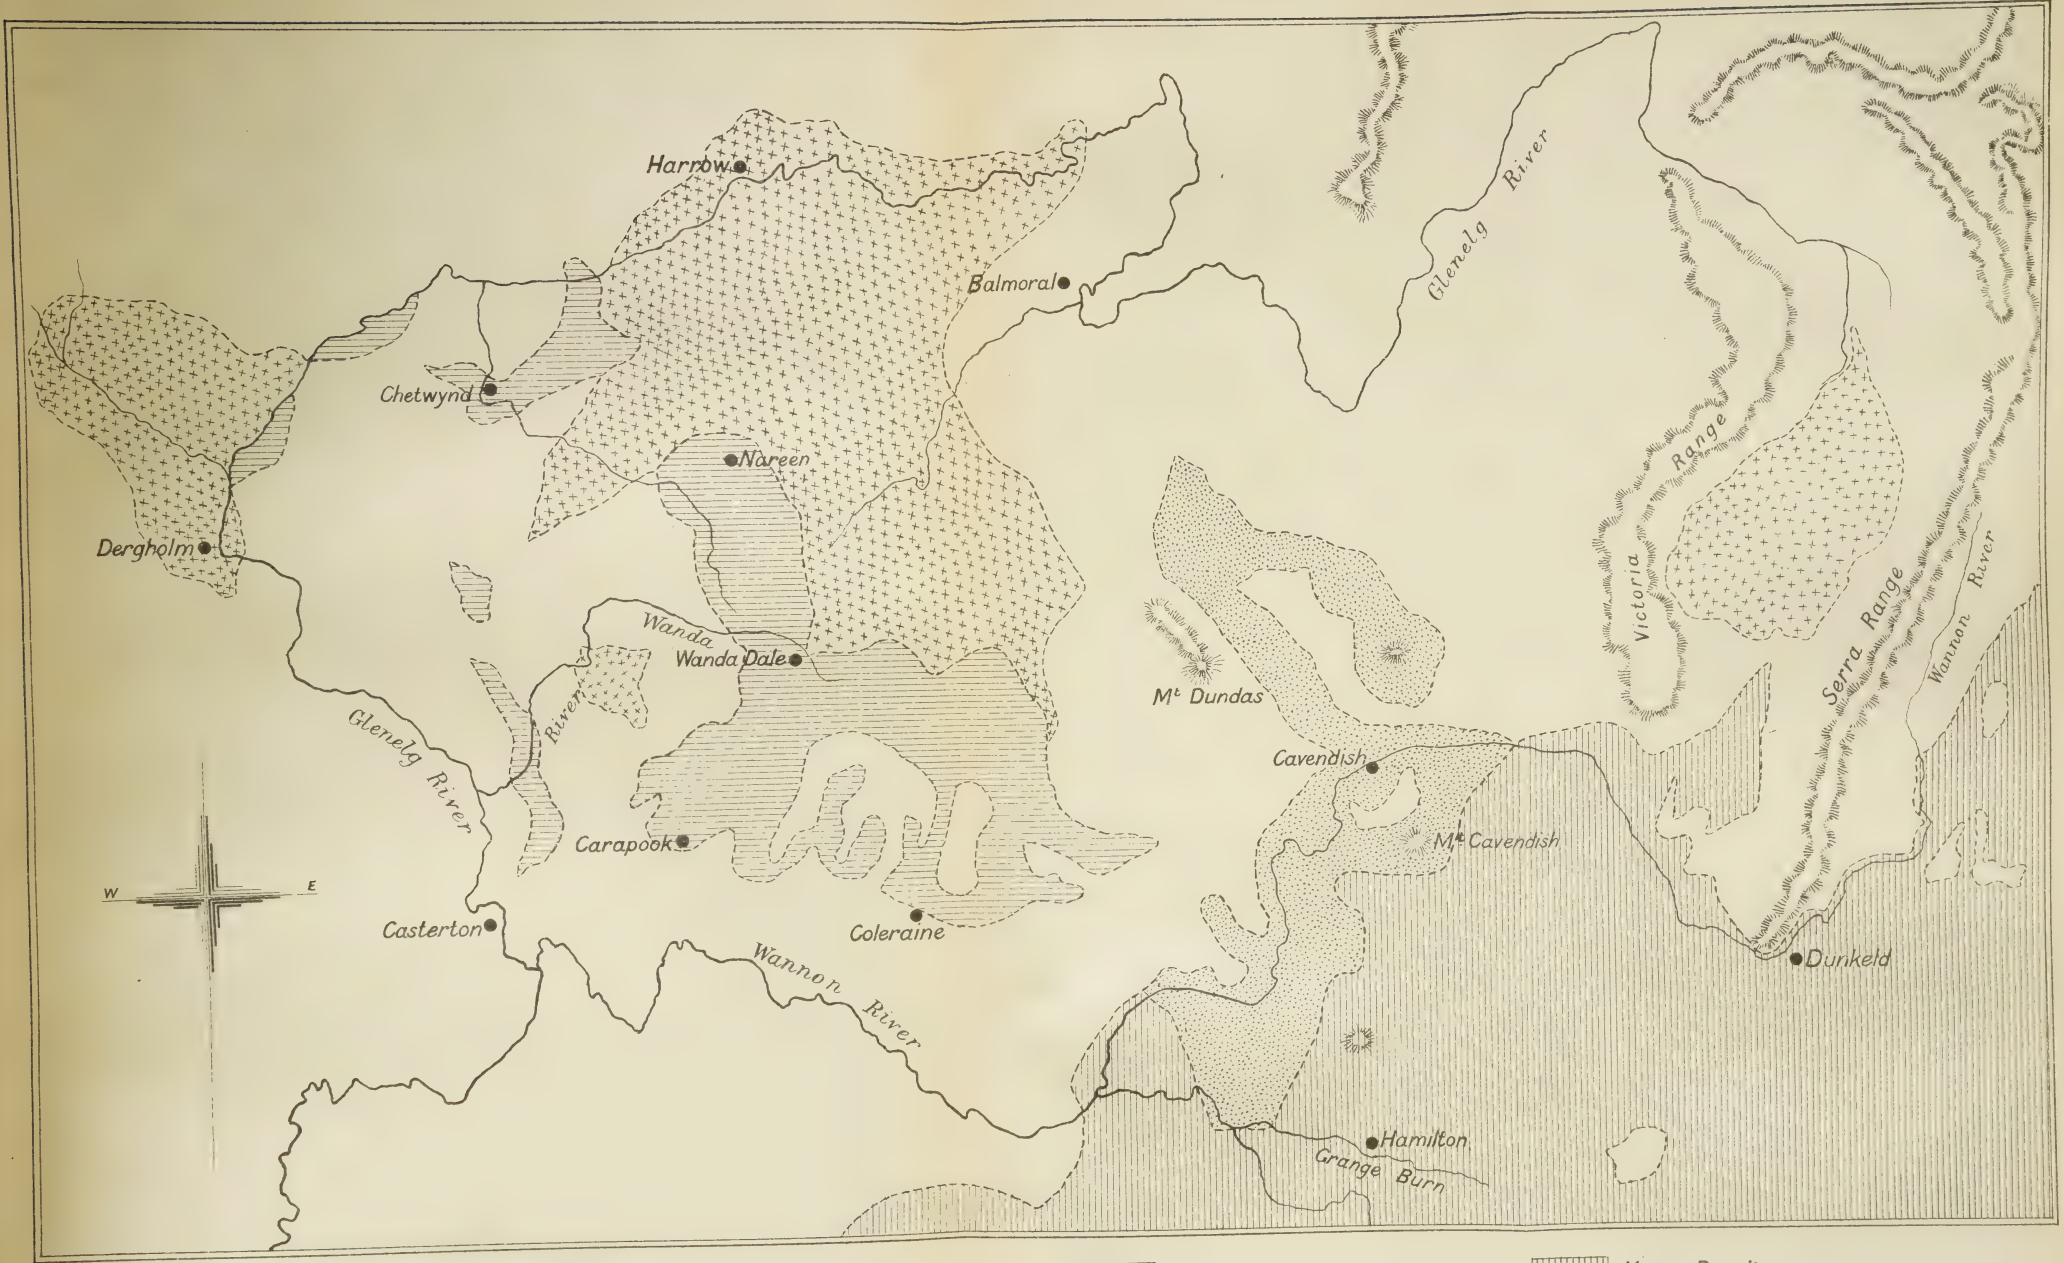 Harrow
Balmoral
Glenelg River
Chetwynd
Range
Nareen
Dergholm
Victoria
Serra Range
Wannon River
Wanda
River
Wanda Dale
Mt Dundas
Glenelg River
Cavendish
Mt Cavendish
Carapook
W E
Casterton
Coleraine
Wannon River
Dunkeld
Hamilton
Grange Burn